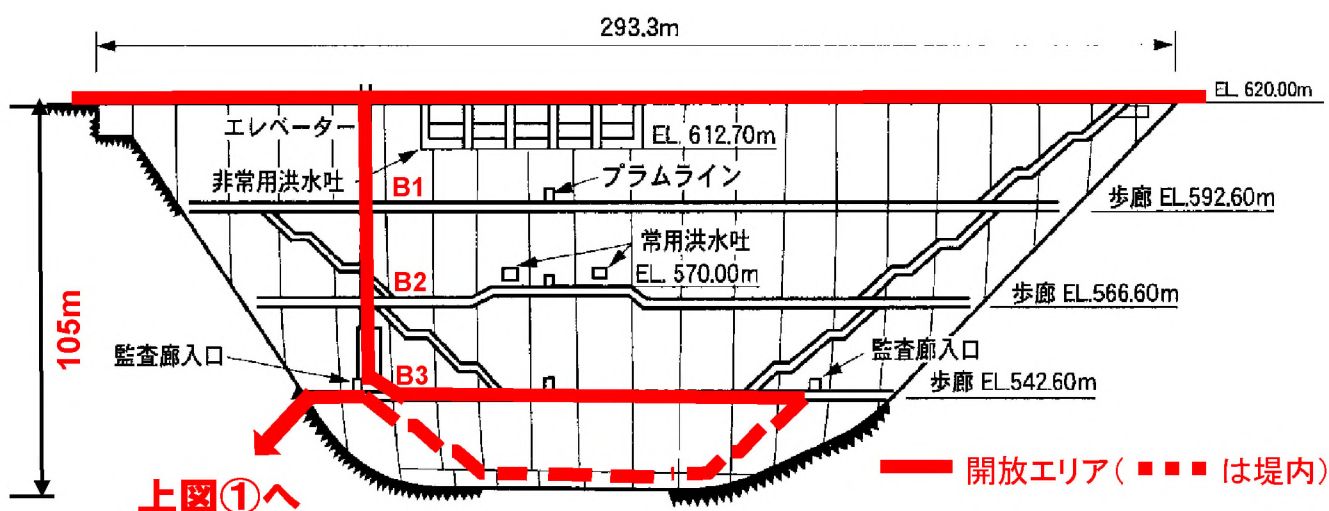 293.3m
EL. 620.00m
エレベーター
EL. 612.70m
非常用洪水吐
B1
プラムライン
歩廊 EL.592.60m
常用洪水吐
B2
EL. 570.00m
歩廊 EL.566.60m
105m
監査廊入口
監査廊入口
B3
歩廊 EL.542.60m
上図①へ
開放エリア( は堤内)